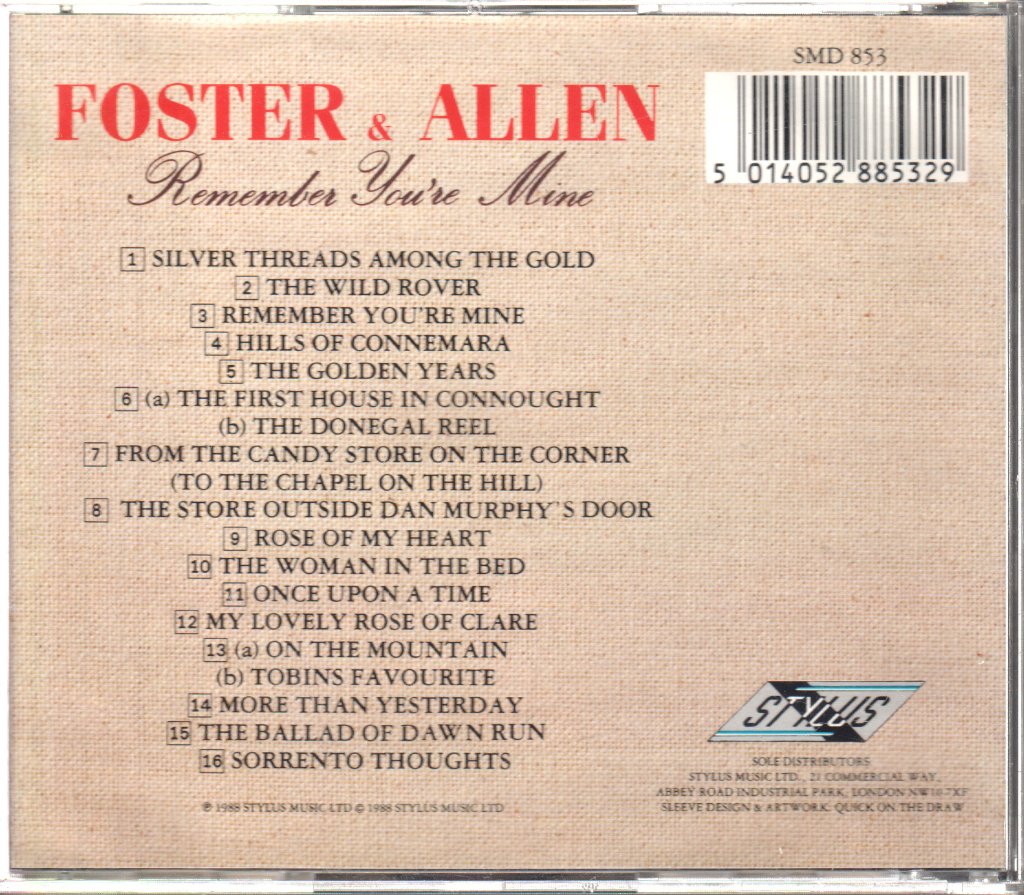 SMD 853
5 014052 885329
FOSTER & ALLEN
Remember You're Mine
1 SILVER THREADS AMONG THE GOLD
2 THE WILD ROVER
3 REMEMBER YOU'RE MINE
4 HILLS OF CONNEMARA
5 THE GOLDEN YEARS
6 (a) THE FIRST HOUSE IN CONNOUGHT
(b) THE DONEGAL REEL
7 FROM THE CANDY STORE ON THE CORNER
(TO THE CHAPEL ON THE HILL)
8 THE STORE OUTSIDE DAN MURPHY'S DOOR
9 ROSE OF MY HEART
10 THE WOMAN IN THE BED
11 ONCE UPON A TIME
12 MY LOVELY ROSE OF CLARE
13 (a) ON THE MOUNTAIN
(b) TOBINS FAVOURITE
14 MORE THAN YESTERDAY
15 THE BALLAD OF DAWN RUN
16 SORRENTO THOUGHTS
℗ 1988 STYLUS MUSIC LTD © 1988 STYLUS MUSIC LTD
STYLUS
SOLE DISTRIBUTORS
STYLUS MUSIC LTD., 21 COMMERCIAL WAY,
ABBEY ROAD INDUSTRIAL PARK, LONDON NW10 7XF
SLEEVE DESIGN & ARTWORK: QUICK ON THE DRAW